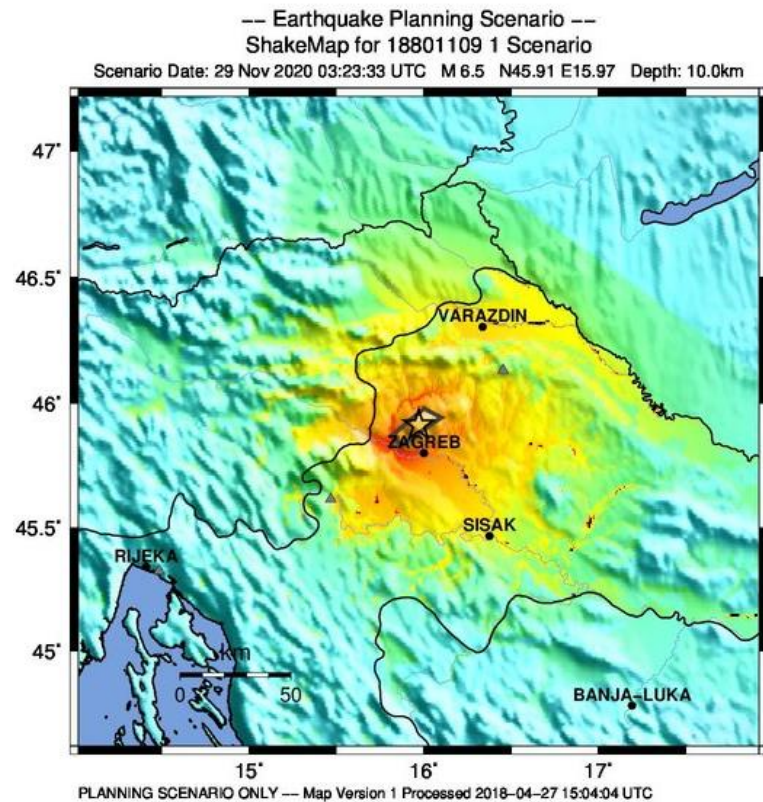 -- Earthquake Planning Scenario --
ShakeMap for 18801109 1 Scenario
Scenario Date: 29 Nov 2020 03:23:33 UTC M 6.5 N45.91 E15.97 Depth: 10.0km
47˚
46.5˚
VARAZDIN
46˚
ZAGREB
45.5˚
SISAK
RIJEKA
45˚
km
0 50
BANJA-LUKA
15˚ 16˚ 17˚
PLANNING SCENARIO ONLY -- Map Version 1 Processed 2018-04-27 15:04:04 UTC